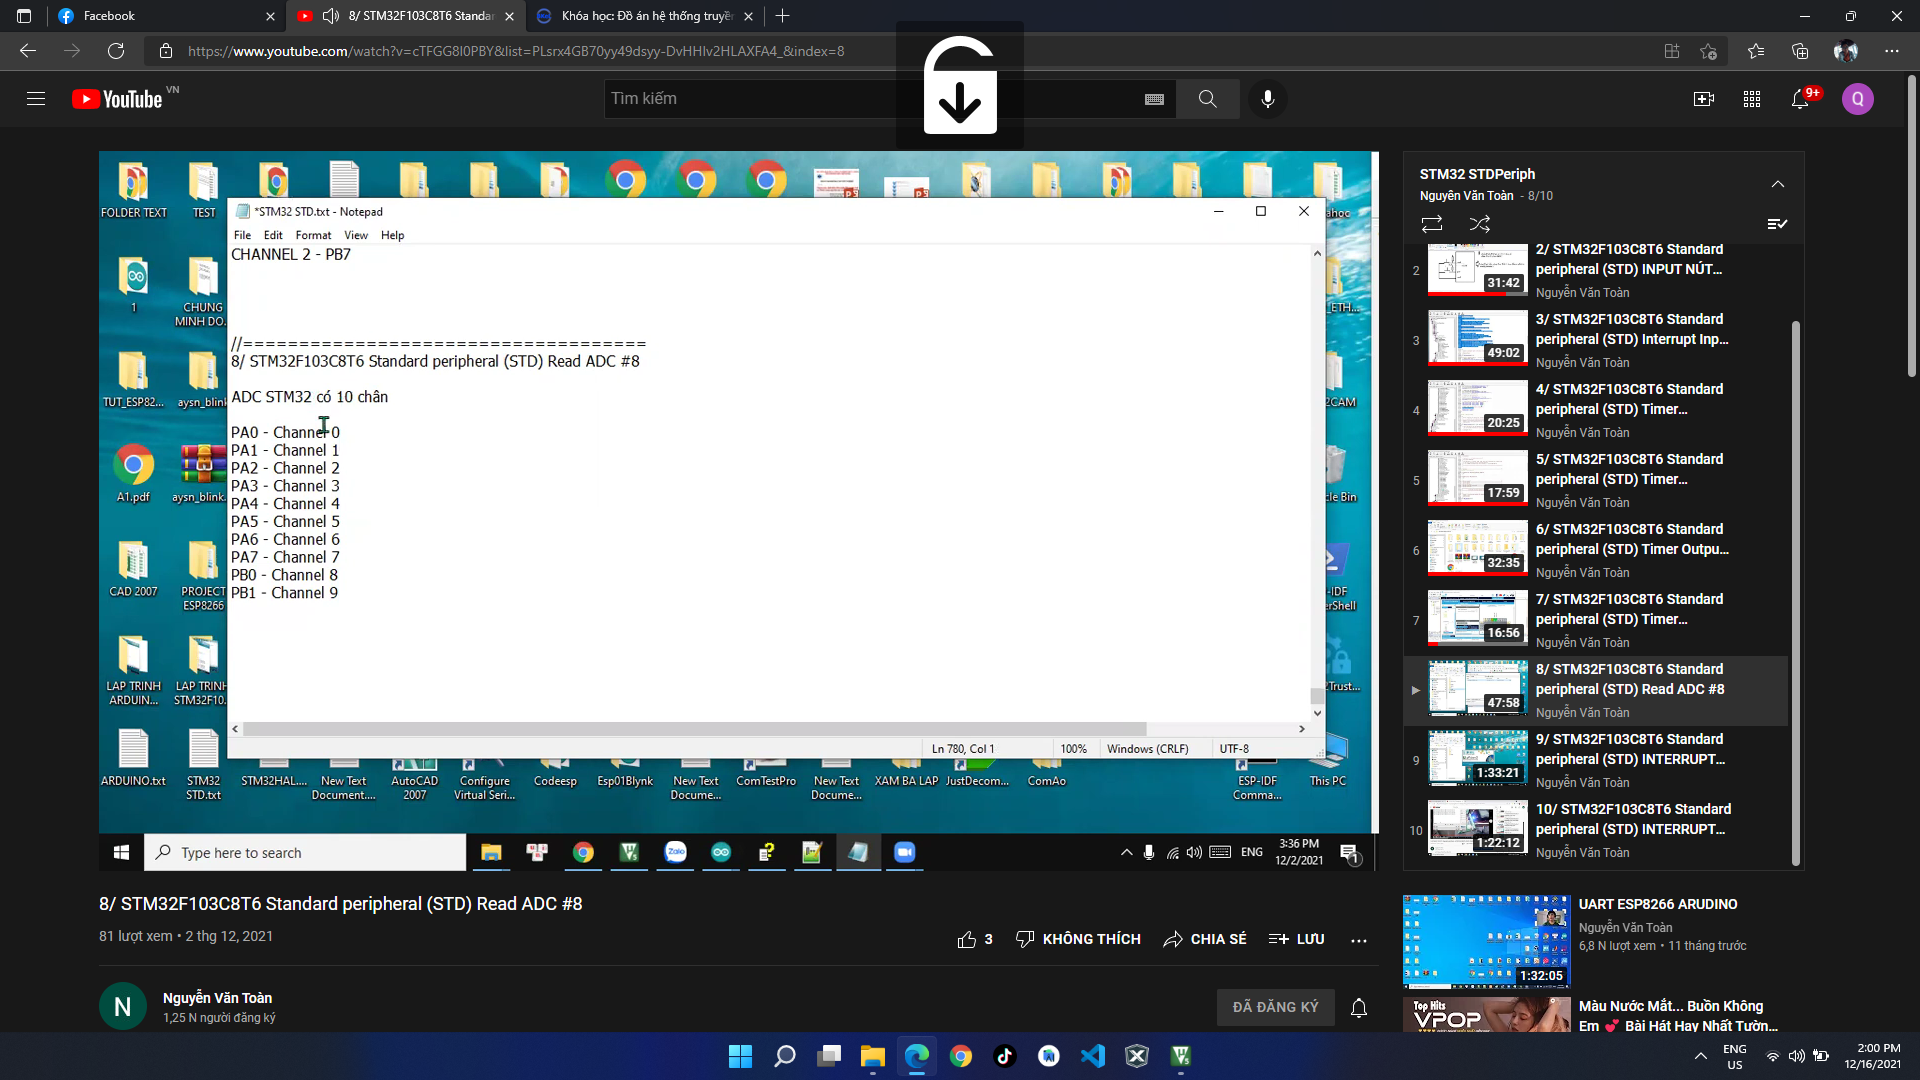 Facebook
8/ STM32F103C8T6 Standar
Khóa học: Đồ án hệ thống truyền
https://www.youtube.com/watch?v=cTFGG8I0PBY&list=PLsrx4GB70yy49dsyy-DvHHIv2HLAXFA4_&index=8
YouTube VN
Tìm kiếm
9+
Q
FOLDER TEXT
TEST
*STM32 STD.txt - Notepad
File Edit Format View Help
CHANNEL 2 - PB7
//====================================
8/ STM32F103C8T6 Standard peripheral (STD) Read ADC #8
ADC STM32 có 10 chân
PA0 - Channel 0
PA1 - Channel 1
PA2 - Channel 2
PA3 - Channel 3
PA4 - Channel 4
PA5 - Channel 5
PA6 - Channel 6
PA7 - Channel 7
PB0 - Channel 8
PB1 - Channel 9
Ln 780, Col 1
100%
Windows (CRLF)
UTF-8
1
CHUNG
MINH DO.
TUT_ESP82...
aysn_blink
A1.pdf
aysn_blink.
CAD 2007
PROJECT
ESP8266
LAP TRINH
ARDUIN...
LAP TRINH
STM32F10.
ahoc
_ETH...
2CAM
cle Bin
-IDF
erShell
2Trust...
ARDUINO.txt
STM32
STD.txt
STM32HAL....
New Text
Document....
AutoCAD
2007
Configure
Virtual Seri...
Codeesp
Esp01Blynk
New Text
Docume...
ComTestPro
New Text
Docume...
XAM BA LAP
JustDecom...
ComAo
ESP-IDF
Comma...
This PC
Type here to search
Zalo
ENG
3:36 PM
12/2/2021
1
8/ STM32F103C8T6 Standard peripheral (STD) Read ADC #8
81 lượt xem • 2 thg 12, 2021
3
KHÔNG THÍCH
CHIA SẺ
LƯU
N
Nguyễn Văn Toàn
1,25 N người đăng ký
ĐÃ ĐĂNG KÝ
STM32 STDPeriph
Nguyễn Văn Toàn - 8/10
2
31:42
2/ STM32F103C8T6 Standard
peripheral (STD) INPUT NÚT...
Nguyễn Văn Toàn
3
49:02
3/ STM32F103C8T6 Standard
peripheral (STD) Interrupt Inp...
Nguyễn Văn Toàn
4
20:25
4/ STM32F103C8T6 Standard
peripheral (STD) Timer...
Nguyễn Văn Toàn
5
17:59
5/ STM32F103C8T6 Standard
peripheral (STD) Timer...
Nguyễn Văn Toàn
6
32:35
6/ STM32F103C8T6 Standard
peripheral (STD) Timer Outpu...
Nguyễn Văn Toàn
7
16:56
7/ STM32F103C8T6 Standard
peripheral (STD) Timer...
Nguyễn Văn Toàn
47:58
8/ STM32F103C8T6 Standard
peripheral (STD) Read ADC #8
Nguyễn Văn Toàn
9
1:33:21
9/ STM32F103C8T6 Standard
peripheral (STD) INTERRUPT...
Nguyễn Văn Toàn
10
1:22:12
10/ STM32F103C8T6 Standard
peripheral (STD) INTERRUPT...
Nguyễn Văn Toàn
1:32:05
UART ESP8266 ARUDINO
Nguyễn Văn Toàn
6,8 N lượt xem • 11 tháng trước
Top Hits
VPOP
Màu Nước Mắt... Buồn Không
Em 💕 Bài Hát Hay Nhất Tườn...
ENG
US
2:00 PM
12/16/2021